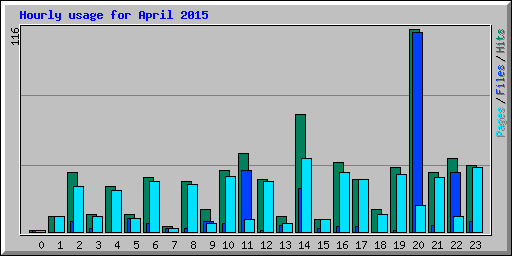 Hourly usage for April 2015
116
Pages/Files/Hits
0 1 2 3 4 5 6 7 8 9 10 11 12 13 14 15 16 17 18 19 20 21 22 23